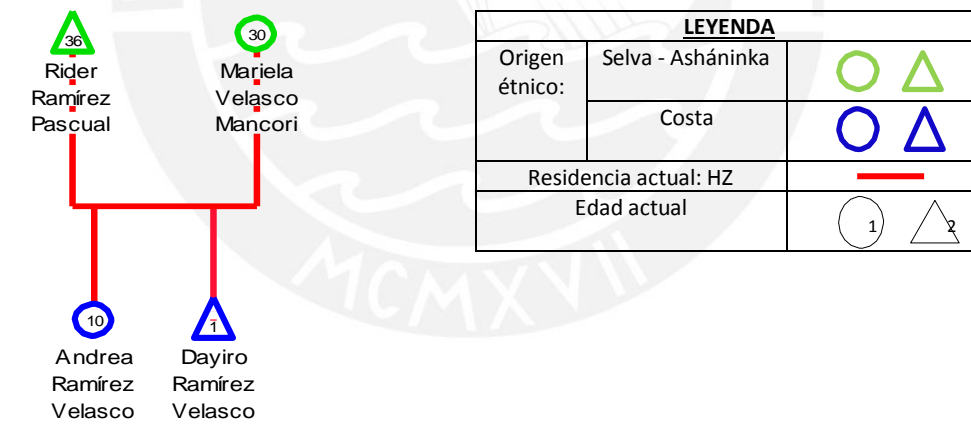 36
Rider
Ramírez
Pascual
30
Mariela
Velasco
Mancori
10
Andrea
Ramírez
Velasco
1
Dayiro
Ramírez
Velasco
LEYENDA
Origen
étnico:
Selva - Asháninka
Costa
Residencia actual: HZ
Edad actual
1
2
MCMXVII